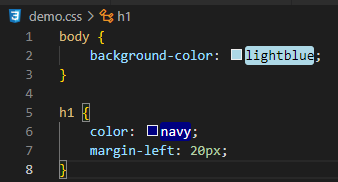 demo.css > h1
1 body {
2     background-color: lightblue;
3 }
4
5 h1 {
6     color: navy;
7     margin-left: 20px;
8 }